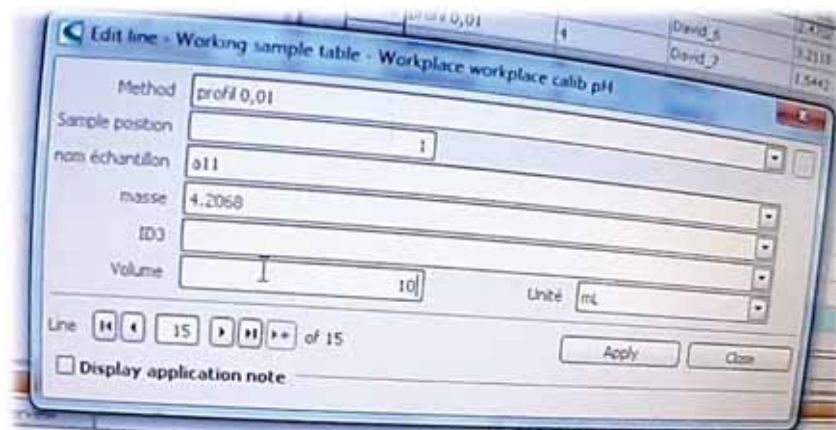 profil 0,01 4 David_6
David_7 3.2113
Edit line - Working sample table - Workplace workplace calib pH
Method profil 0,01
Sample position 1
nom échantillon a11
masse 4.2068
ID3
Volume 10 Unité mL
Line 15 of 15
Apply Close
Display application note